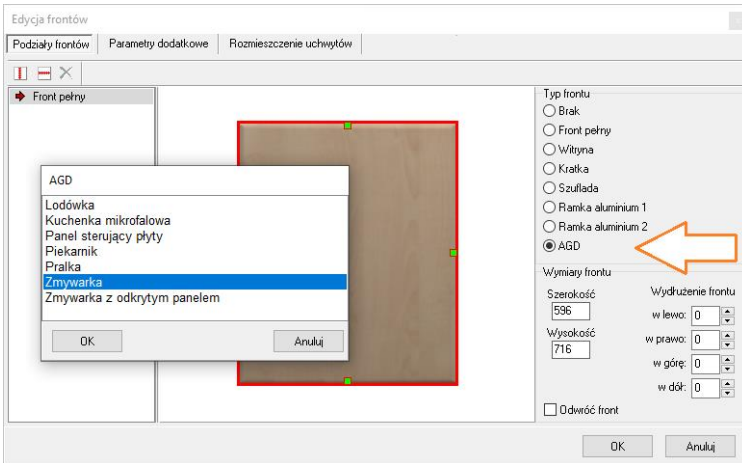 Edycja frontów
Podziały frontów Parametry dodatkowe Rozmieszczenie uchwytów
Front pełny
AGD
Lodówka
Kuchenka mikrofalowa
Panel sterujący płyty
Piekarnik
Pralka
Zmywarka
Zmywarka z odkrytym panelem
OK Anuluj
Typ frontu
Brak
Front pełny
Witryna
Kratka
Szuflada
Ramka aluminium 1
Ramka aluminium 2
AGD
Wymiary frontu
Szerokość
596
Wysokość
716
Wydłużenie frontu
w lewo: 0
w prawo: 0
w górę: 0
w dół: 0
Odwróć front
OK Anuluj